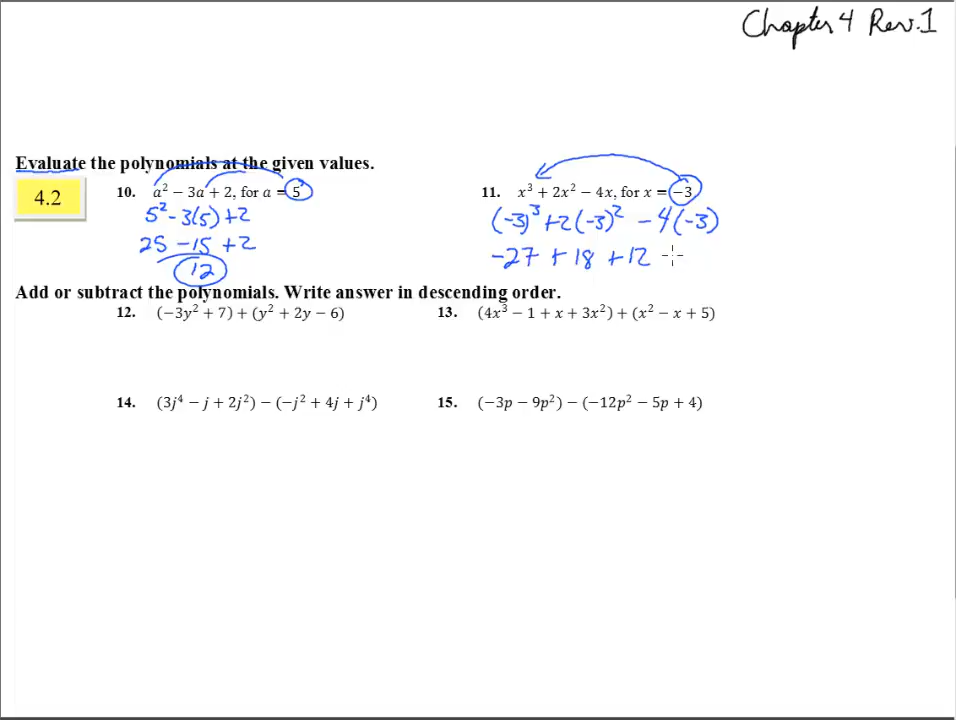 Chapter 4 Rev. 1
Evaluate the polynomials at the given values.
4.2
10. a² − 3a + 2, for a = 5
11. x³ + 2x² − 4x, for x = −3
5² - 3(5) + 2
(-3)³ + 2(-3)² - 4(-3)
25 - 15 + 2
-27 + 18 + 12
12
Add or subtract the polynomials. Write answer in descending order.
12. (−3y² + 7) + (y² + 2y − 6)
13. (4x³ − 1 + x + 3x²) + (x² − x + 5)
14. (3j⁴ − j + 2j²) − (−j² + 4j + j⁴)
15. (−3p − 9p²) − (−12p² − 5p + 4)